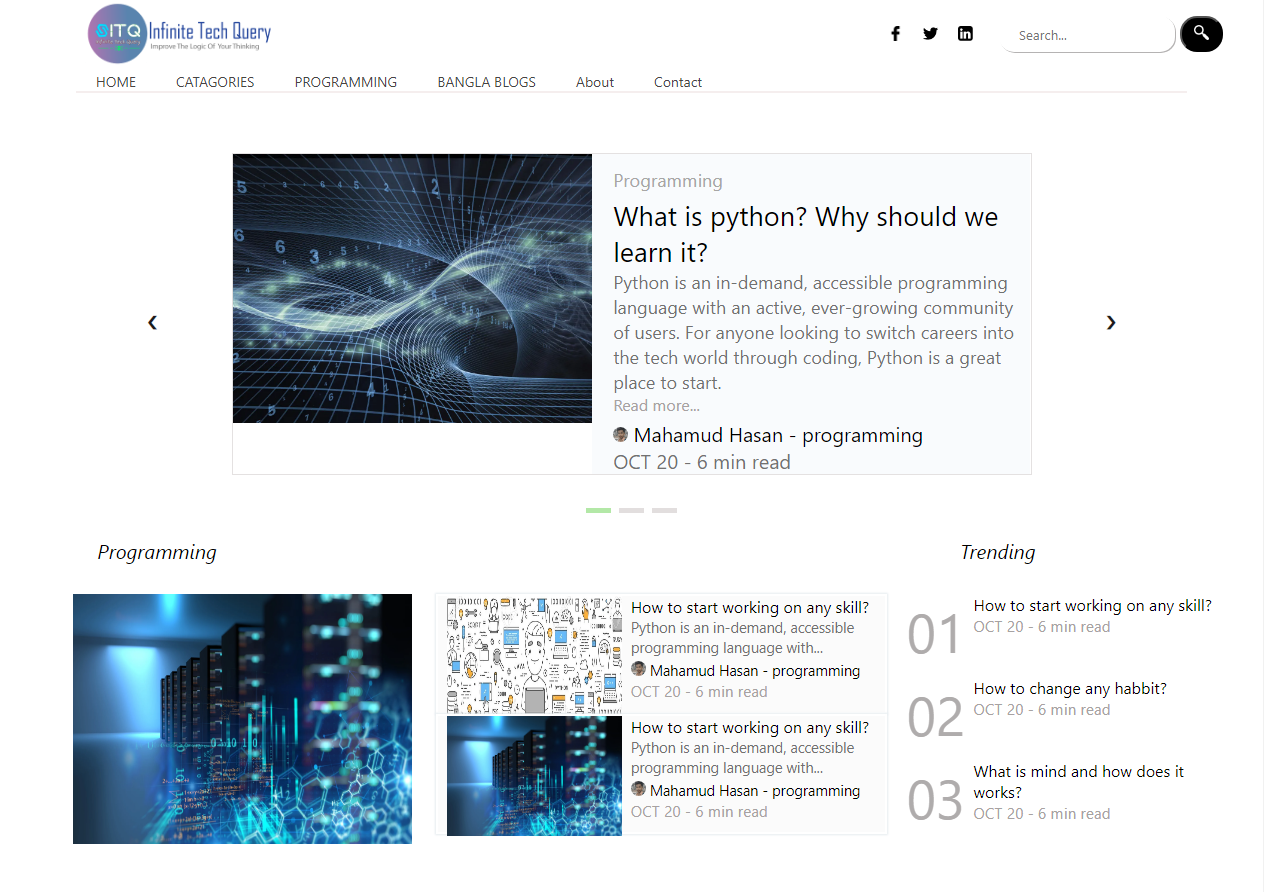 SITQ Infinite Tech Query
Improve The Logic Of Your Thinking
Search...
HOME CATAGORIES PROGRAMMING BANGLA BLOGS About Contact
Programming
What is python? Why should we
learn it?
Python is an in-demand, accessible programming
language with an active, ever-growing community
of users. For anyone looking to switch careers into
the tech world through coding, Python is a great
place to start.
Read more...
Mahamud Hasan - programming
OCT 20 - 6 min read
Programming
How to start working on any skill?
Python is an in-demand, accessible
programming language with...
Mahamud Hasan - programming
OCT 20 - 6 min read
How to start working on any skill?
Python is an in-demand, accessible
programming language with...
Mahamud Hasan - programming
OCT 20 - 6 min read
Trending
01
How to start working on any skill?
OCT 20 - 6 min read
02
How to change any habbit?
OCT 20 - 6 min read
03
What is mind and how does it
works?
OCT 20 - 6 min read